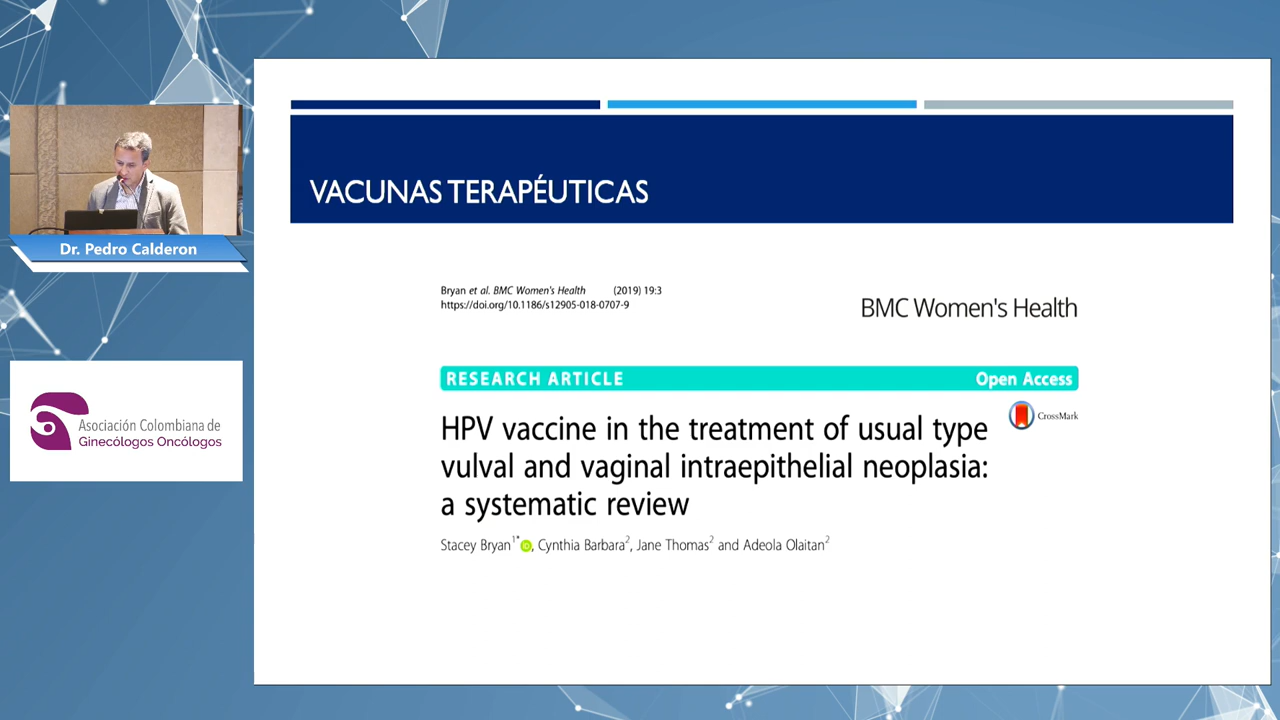 VACUNAS TERAPÉUTICAS
Dr. Pedro Calderon
Asociación Colombiana de
Ginecólogos Oncólogos
Bryan et al. BMC Women's Health (2019) 19:3
https://doi.org/10.1186/s12905-018-0707-9
BMC Women's Health
RESEARCH ARTICLE Open Access
CrossMark
HPV vaccine in the treatment of usual type
vulval and vaginal intraepithelial neoplasia:
a systematic review
Stacey Bryan1*, Cynthia Barbara2, Jane Thomas2 and Adeola Olaitan2